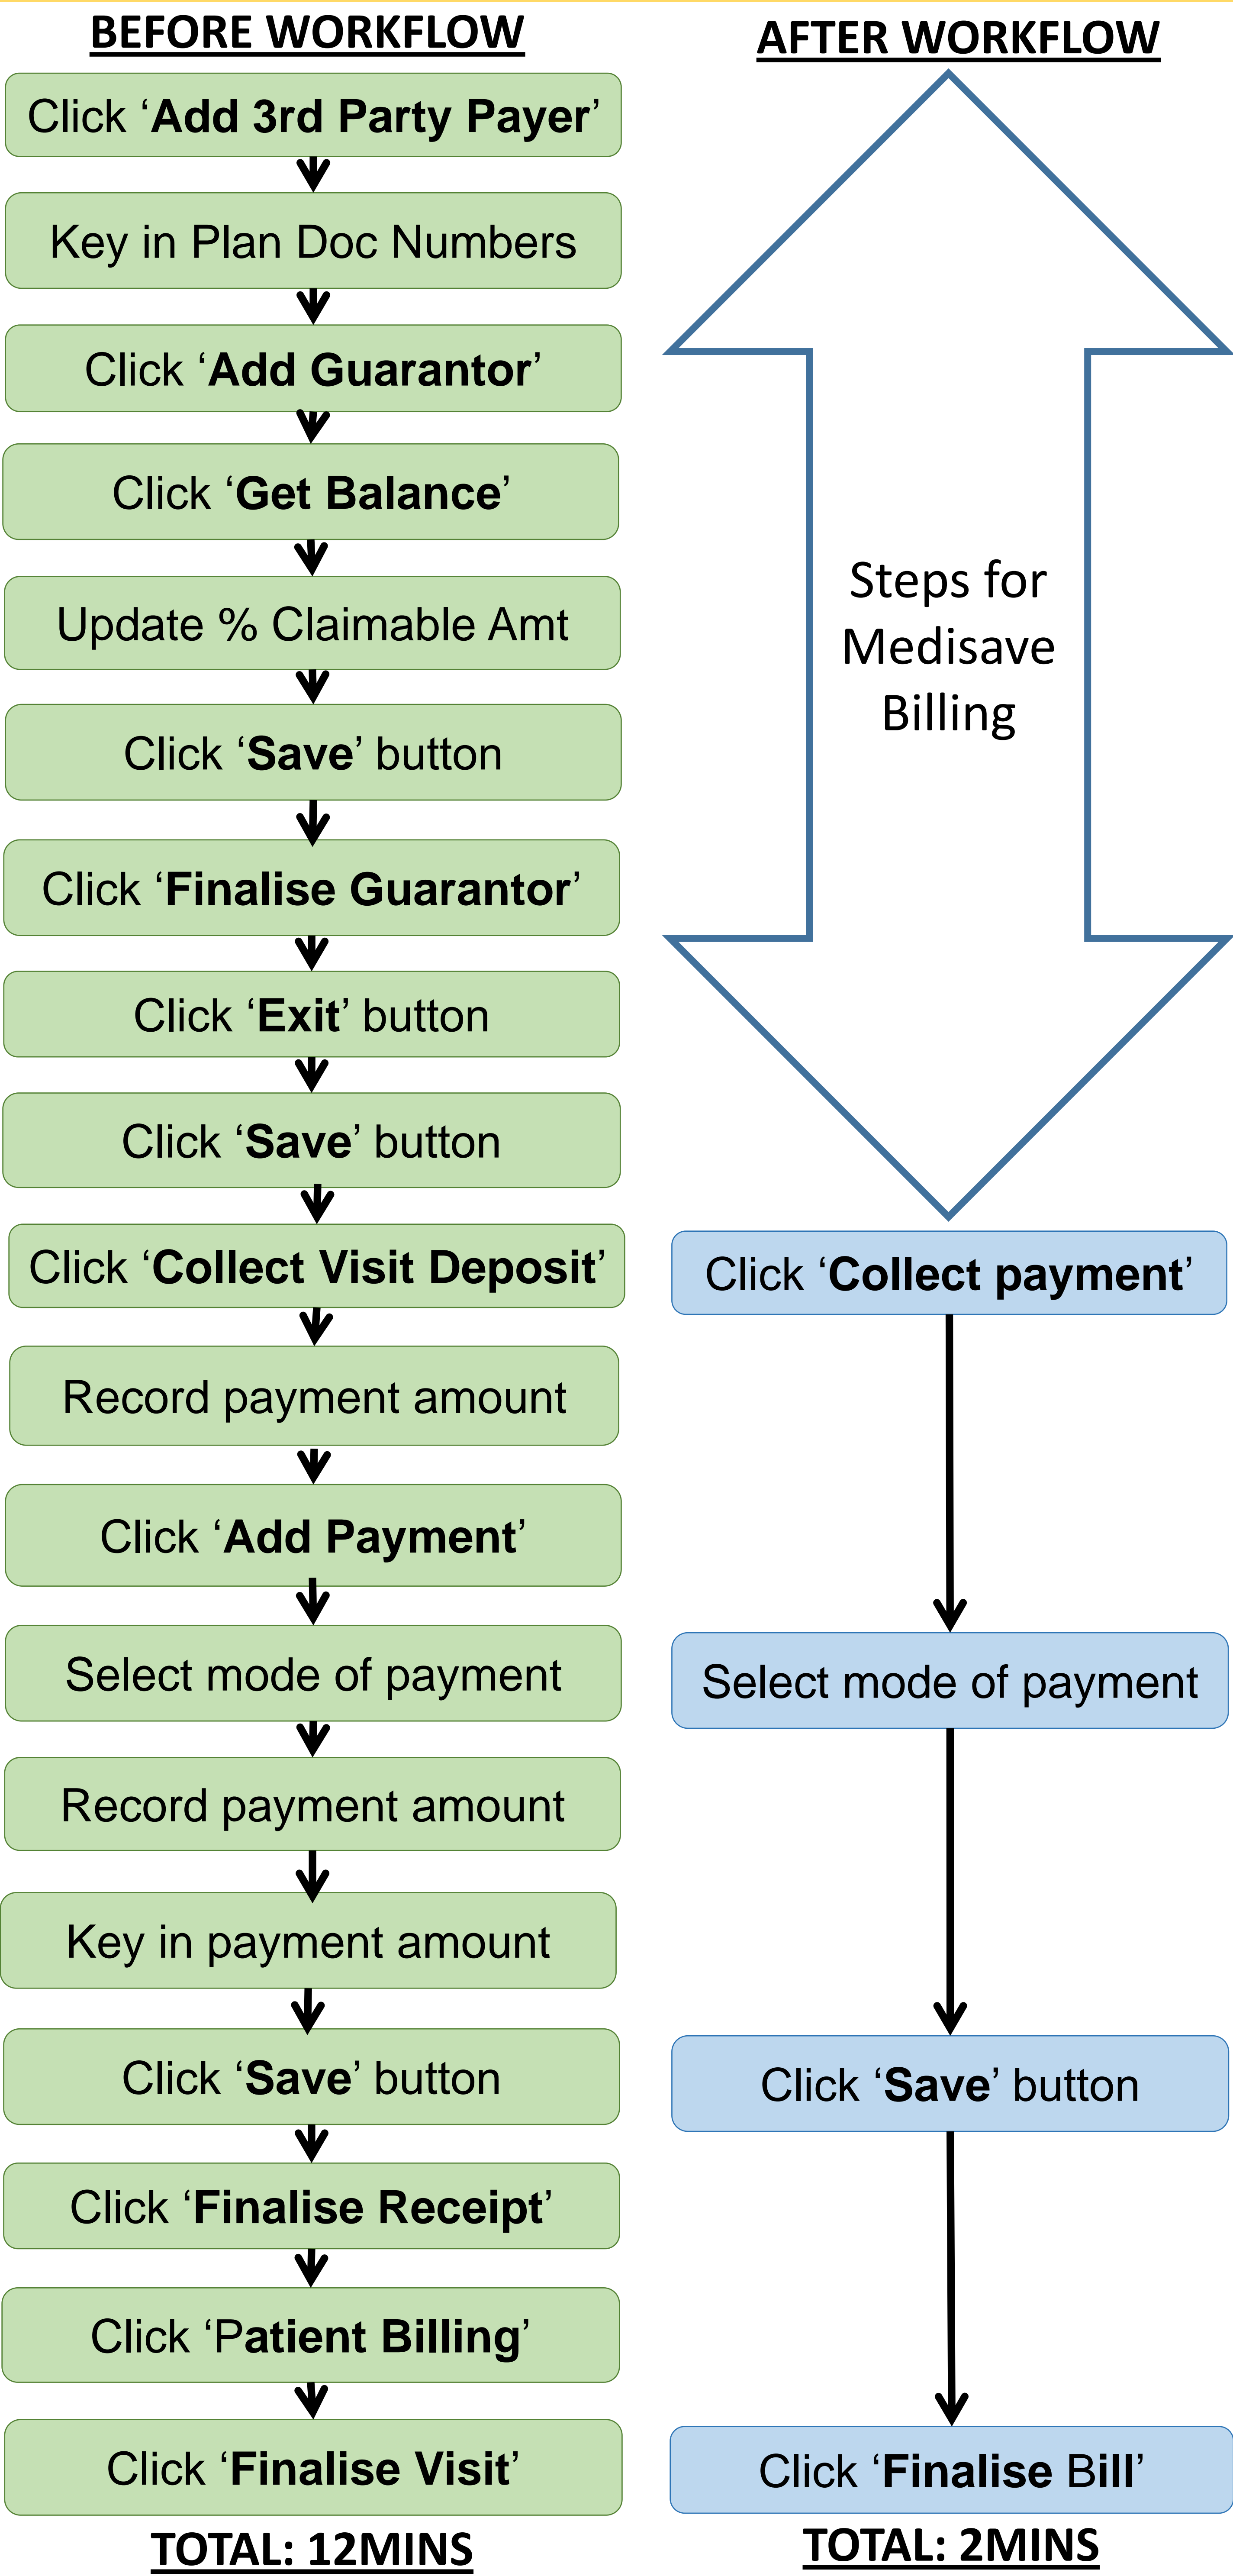 BEFORE WORKFLOW
Click ‘Add 3rd Party Payer’
Key in Plan Doc Numbers
Click ‘Add Guarantor’
Click ‘Get Balance’
Update % Claimable Amt
Click ‘Save’ button
Click ‘Finalise Guarantor’
Click ‘Exit’ button
Click ‘Save’ button
Click ‘Collect Visit Deposit’
Record payment amount
Click ‘Add Payment’
Select mode of payment
Record payment amount
Key in payment amount
Click ‘Save’ button
Click ‘Finalise Receipt’
Click ‘Patient Billing’
Click ‘Finalise Visit’
TOTAL: 12MINS
AFTER WORKFLOW
Steps for
Medisave
Billing
Click ‘Collect payment’
Select mode of payment
Click ‘Save’ button
Click ‘Finalise Bill’
TOTAL: 2MINS